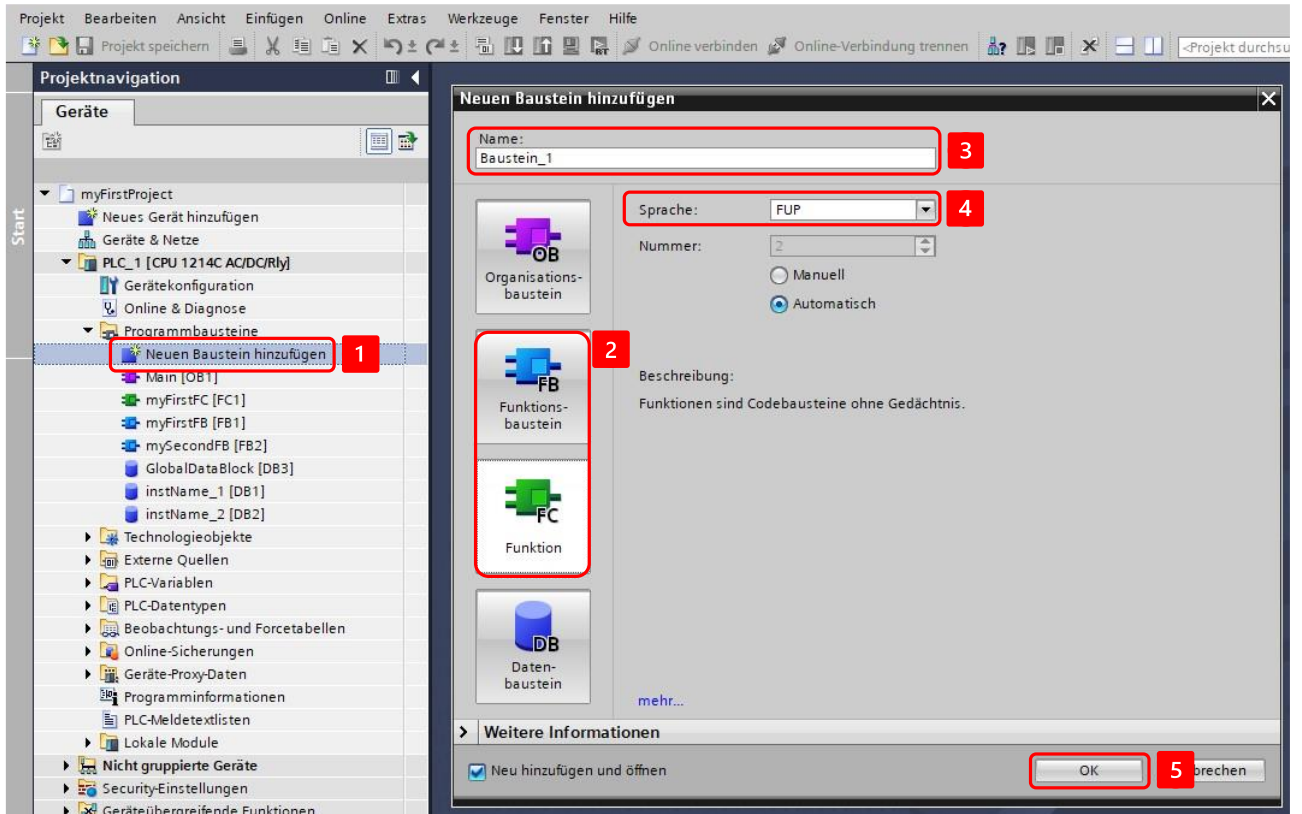 Projekt Bearbeiten Ansicht Einfügen Online Extras Werkzeuge Fenster Hilfe
Projekt speichern Online verbinden Online-Verbindung trennen <Projekt durchsu
Start
Projektnavigation
Geräte
myFirstProject
Neues Gerät hinzufügen
Geräte & Netze
PLC_1 [CPU 1214C AC/DC/Rly]
Gerätekonfiguration
Online & Diagnose
Programmbausteine
Neuen Baustein hinzufügen
1
Main [OB1]
myFirstFC [FC1]
myFirstFB [FB1]
mySecondFB [FB2]
GlobalDataBlock [DB3]
instName_1 [DB1]
instName_2 [DB2]
Technologieobjekte
Externe Quellen
PLC-Variablen
PLC-Datentypen
Beobachtungs- und Forcetabellen
Online-Sicherungen
Geräte-Proxy-Daten
Programminformationen
PLC-Meldetextlisten
Lokale Module
Nicht gruppierte Geräte
Security-Einstellungen
Geräteübergreifende Funktionen
Neuen Baustein hinzufügen
Name:
Baustein_1
3
OB
Organisations-
baustein
2
FB
Funktions-
baustein
FC
Funktion
DB
Daten-
baustein
Sprache: FUP
4
Nummer: 2
Manuell
Automatisch
Beschreibung:
Funktionen sind Codebausteine ohne Gedächtnis.
mehr...
> Weitere Informationen
Neu hinzufügen und öffnen
OK
5
brechen